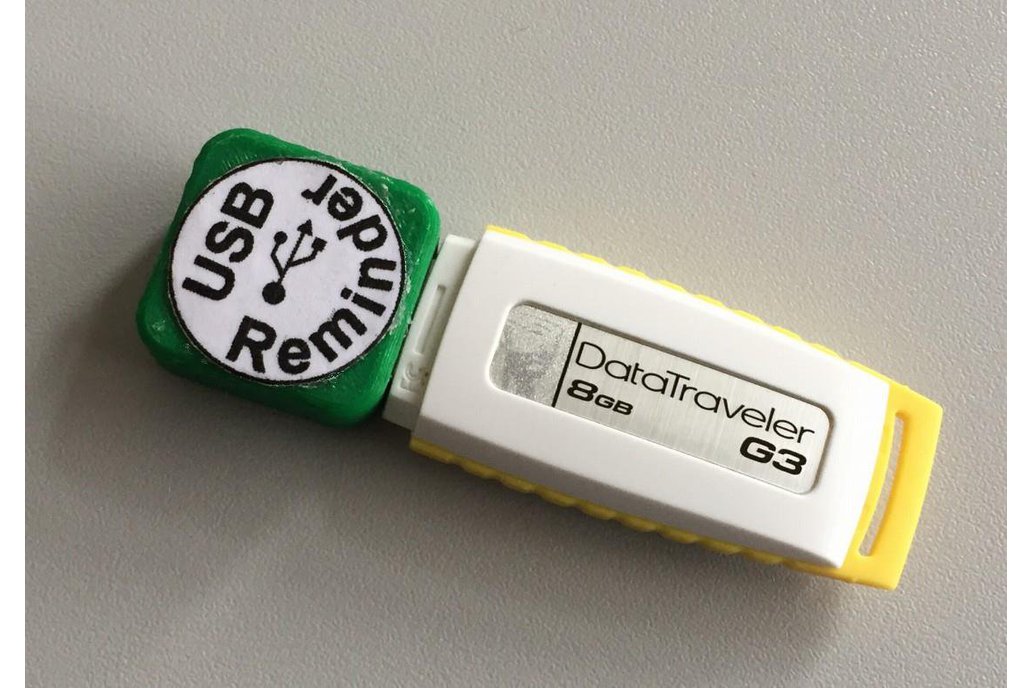 USB
Reminder
DataTraveler
8GB
G3